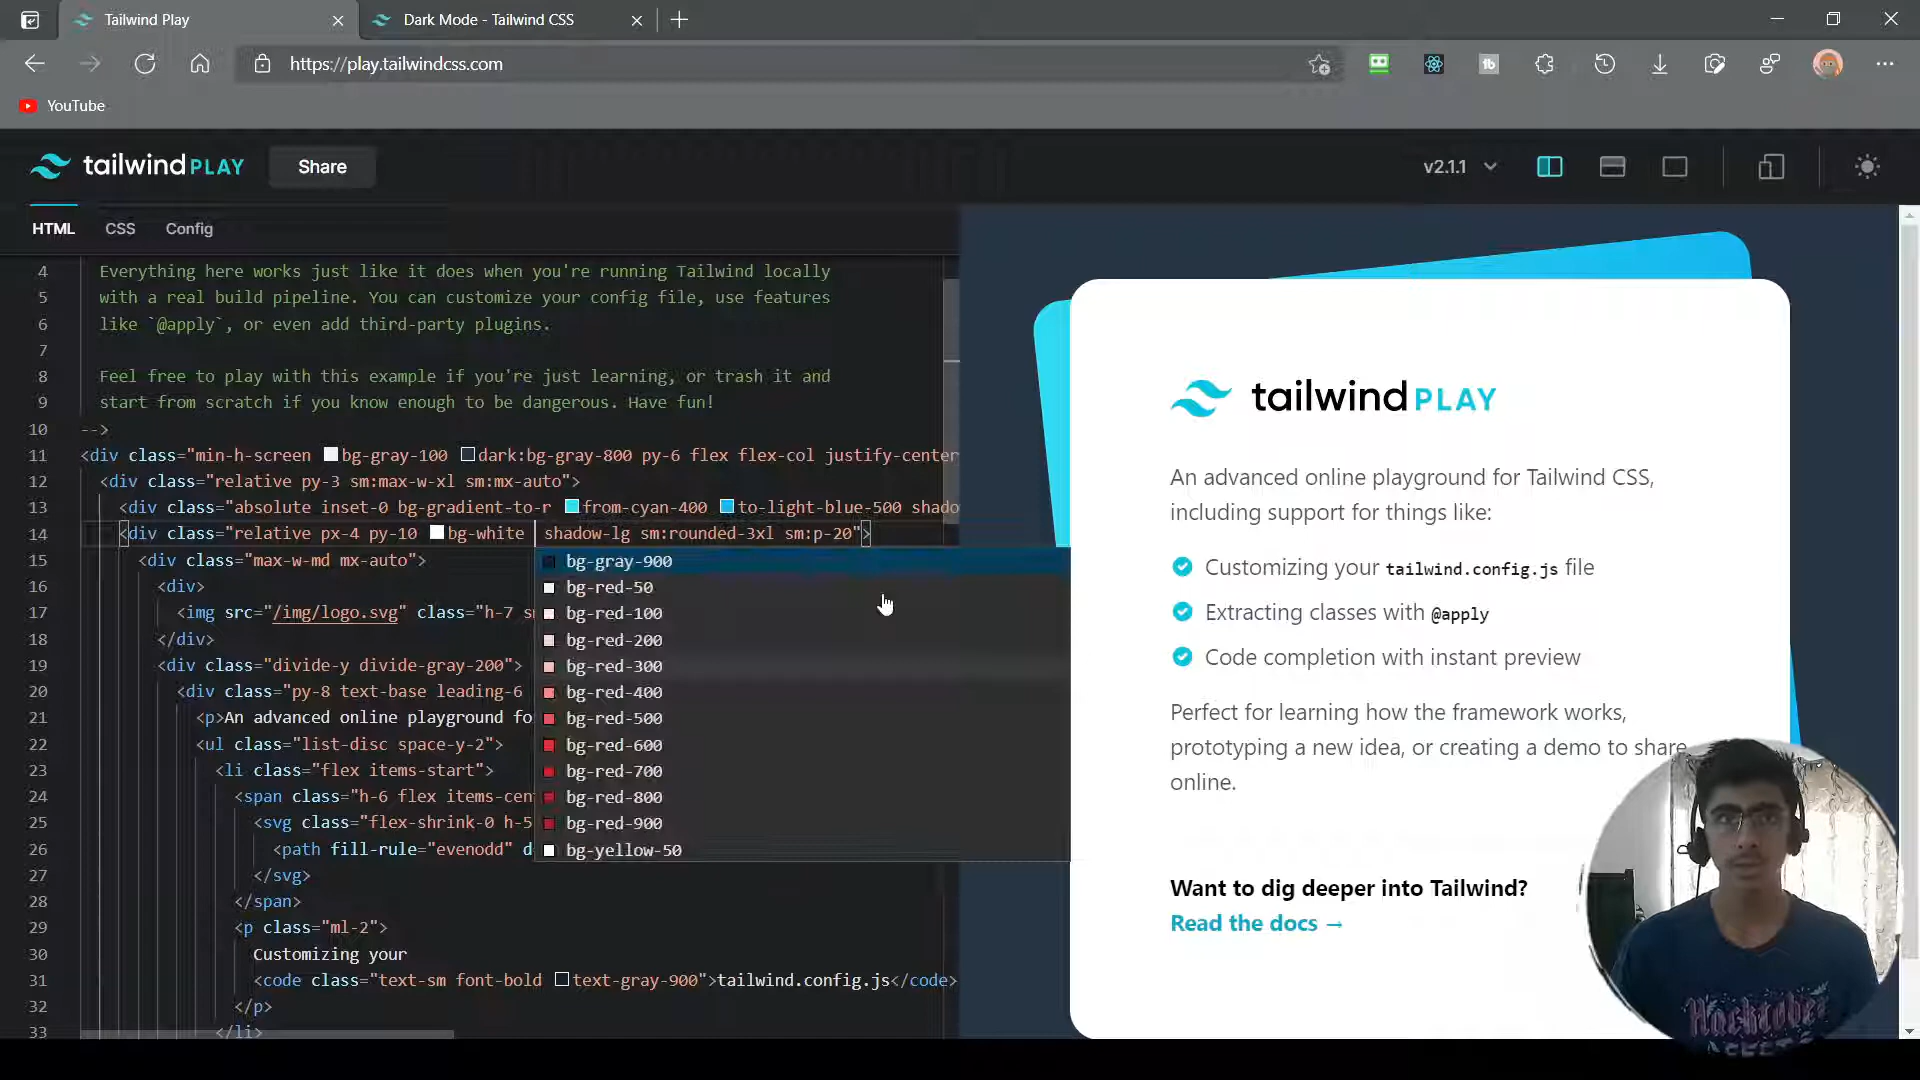 Tailwind Play
Dark Mode - Tailwind CSS
https://play.tailwindcss.com
YouTube
tailwind PLAY
Share
v2.1.1
HTML CSS Config
4 Everything here works just like it does when you're running Tailwind locally
5 with a real build pipeline. You can customize your config file, use features
6 like `@apply`, or even add third-party plugins.
7
8 Feel free to play with this example if you're just learning, or trash it and
9 start from scratch if you know enough to be dangerous. Have fun!
10 -->
11 <div class="min-h-screen bg-gray-100 dark:bg-gray-800 py-6 flex flex-col justify-center
12 <div class="relative py-3 sm:max-w-xl sm:mx-auto">
13 <div class="absolute inset-0 bg-gradient-to-r from-cyan-400 to-light-blue-500 shado
14 <div class="relative px-4 py-10 bg-white shadow-lg sm:rounded-3xl sm:p-20">
15 <div class="max-w-md mx-auto">
16 <div>
17 <img src="/img/logo.svg" class="h-7 s
18 </div>
19 <div class="divide-y divide-gray-200">
20 <div class="py-8 text-base leading-6
21 <p>An advanced online playground fo
22 <ul class="list-disc space-y-2">
23 <li class="flex items-start">
24 <span class="h-6 flex items-cen
25 <svg class="flex-shrink-0 h-5
26 <path fill-rule="evenodd" d
27 </svg>
28 </span>
29 <p class="ml-2">
30 Customizing your
31 <code class="text-sm font-bold text-gray-900">tailwind.config.js</code>
32 </p>
33 </li>
bg-gray-900
bg-red-50
bg-red-100
bg-red-200
bg-red-300
bg-red-400
bg-red-500
bg-red-600
bg-red-700
bg-red-800
bg-red-900
bg-yellow-50
tailwind PLAY
An advanced online playground for Tailwind CSS,
including support for things like:
Customizing your tailwind.config.js file
Extracting classes with @apply
Code completion with instant preview
Perfect for learning how the framework works,
prototyping a new idea, or creating a demo to share
online.
Want to dig deeper into Tailwind?
Read the docs →